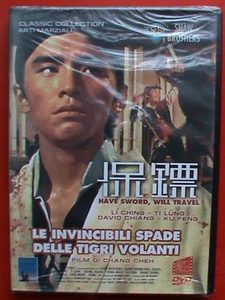 CLASSIC COLLECTION
ARTI MARZIALI
SHAW
BROTHERS
保鏢
HAVE SWORD, WILL TRAVEL
LI CHING - TI LUNG
DAVID CHIANG - KU FENG
LE INVINCIBILI SPADE
DELLE TIGRI VOLANTI
FILM DI CHANG CHEH
DVD